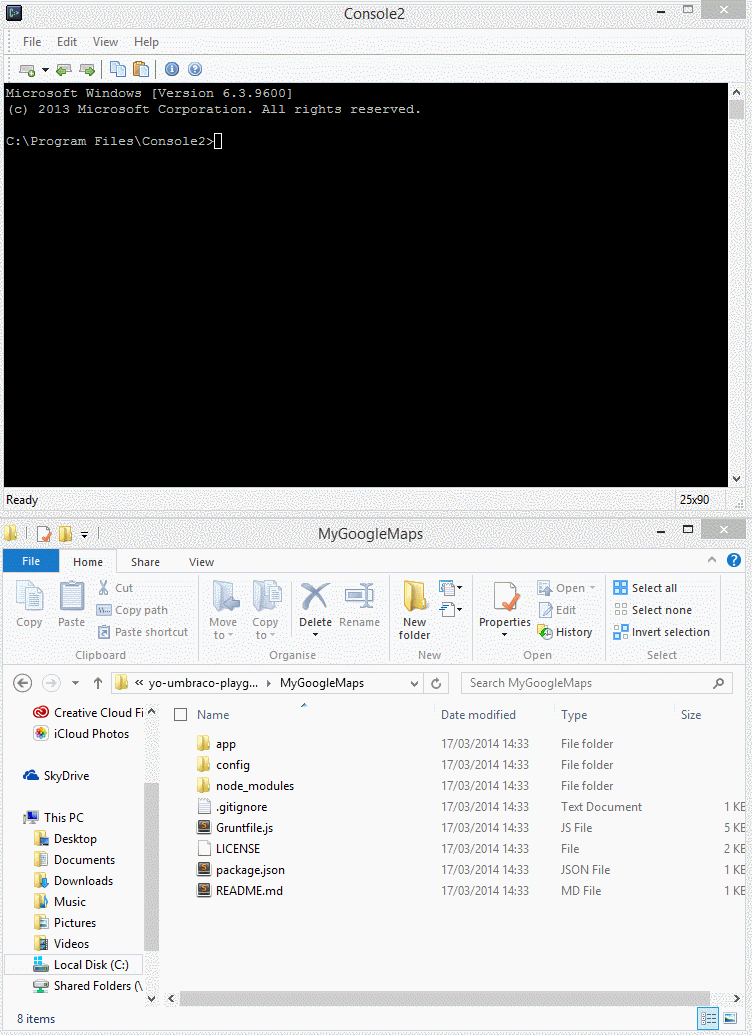 Console2
File Edit View Help
Microsoft Windows [Version 6.3.9600]
(c) 2013 Microsoft Corporation. All rights reserved.
C:\Program Files\Console2>
Ready 25x90
MyGoogleMaps
File Home Share View
Copy Paste Cut Copy path Paste shortcut
Clipboard
Move to Copy to Delete Rename
Organise
New folder
New
Properties Open Edit History
Open
Select all Select none Invert selection
Select
« yo-umbraco-playg... MyGoogleMaps Search MyGoogleMaps
Creative Cloud Fi
iCloud Photos
SkyDrive
This PC
Desktop
Documents
Downloads
Music
Pictures
Videos
Local Disk (C:)
Shared Folders (\
Name Date modified Type Size
app 17/03/2014 14:33 File folder
config 17/03/2014 14:33 File folder
node_modules 17/03/2014 14:33 File folder
.gitignore 17/03/2014 14:33 Text Document 1 KB
Gruntfile.js 17/03/2014 14:33 JS File 5 KB
LICENSE 17/03/2014 14:33 File 2 KB
package.json 17/03/2014 14:33 JSON File 1 KB
README.md 17/03/2014 14:33 MD File 1 KB
8 items